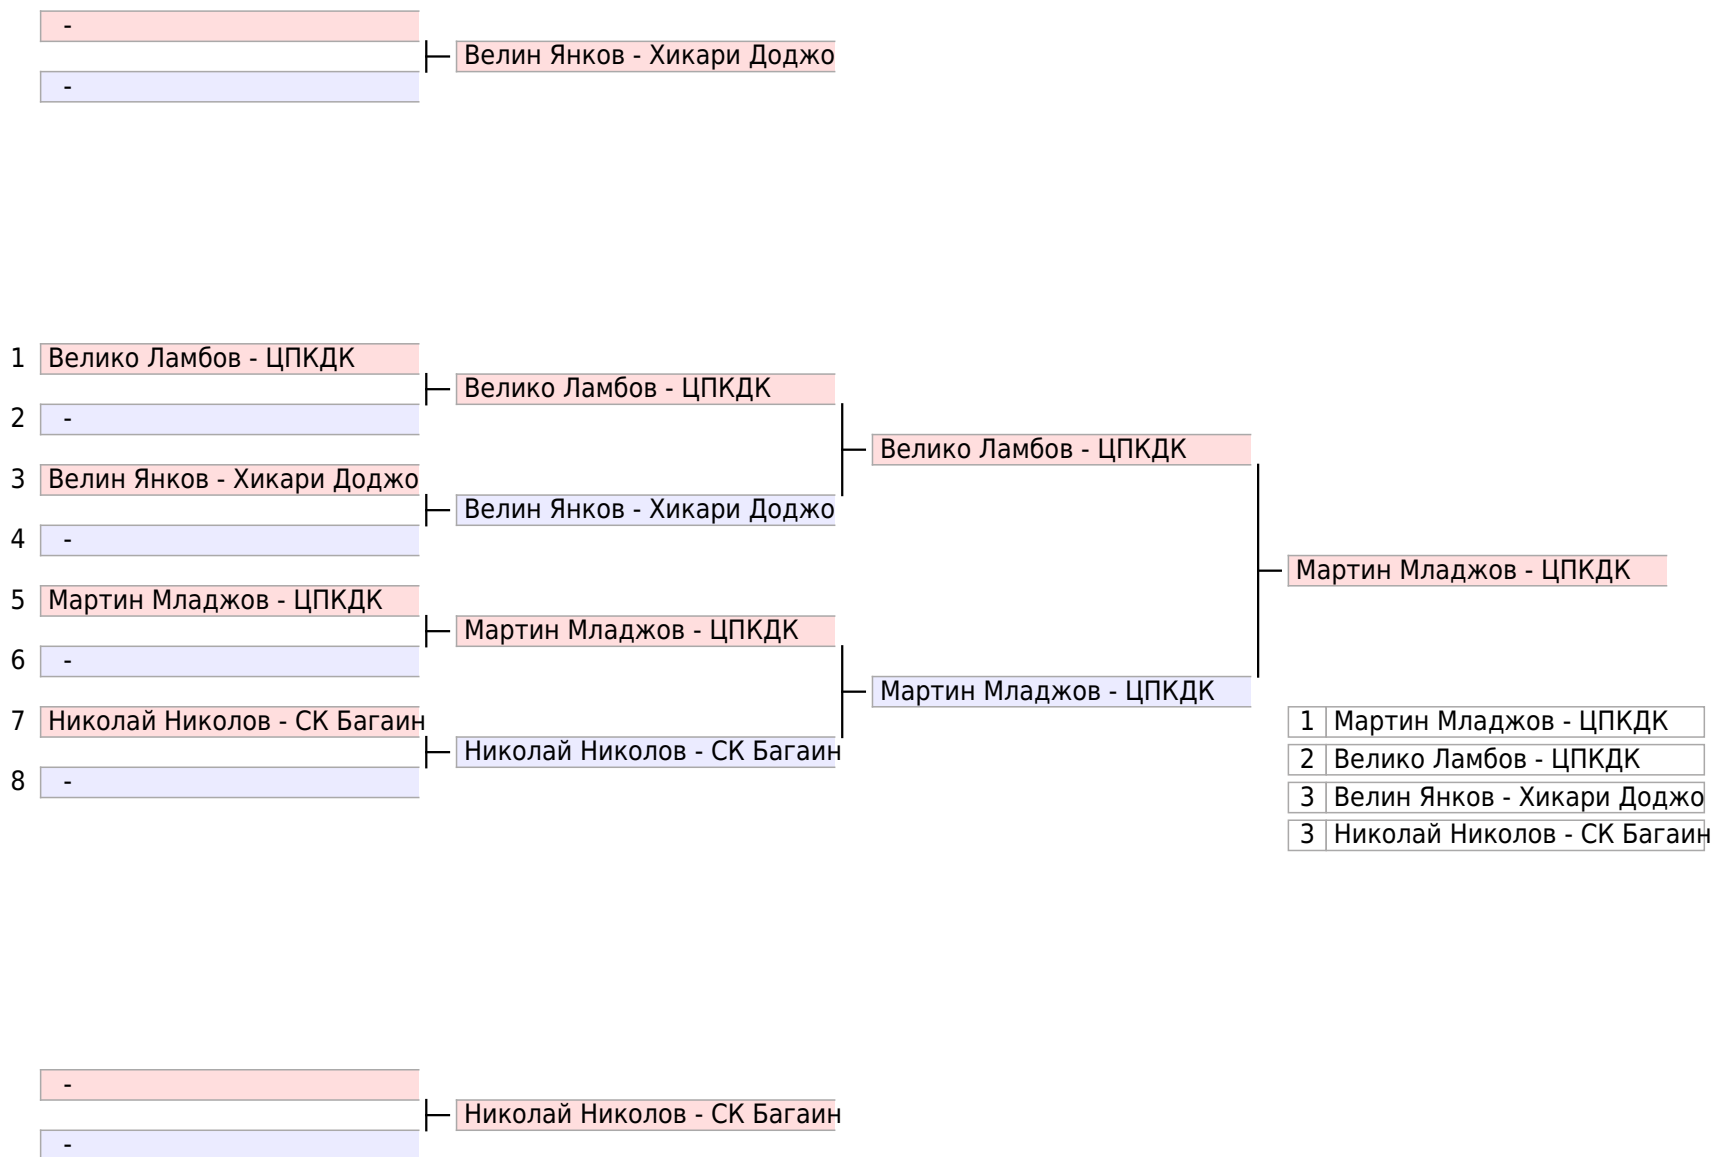 -
Велин Янков - Хикари Доджо
-
1 Велико Ламбов - ЦПКДК
Велико Ламбов - ЦПКДК
2 -
Велико Ламбов - ЦПКДК
3 Велин Янков - Хикари Доджо
Велин Янков - Хикари Доджо
4 -
Мартин Младжов - ЦПКДК
5 Мартин Младжов - ЦПКДК
Мартин Младжов - ЦПКДК
6 -
Мартин Младжов - ЦПКДК
7 Николай Николов - СК Багаин
1 Мартин Младжов - ЦПКДК
Николай Николов - СК Багаин
2 Велико Ламбов - ЦПКДК
8 -
3 Велин Янков - Хикари Доджо
3 Николай Николов - СК Багаин
-
Николай Николов - СК Багаин
-